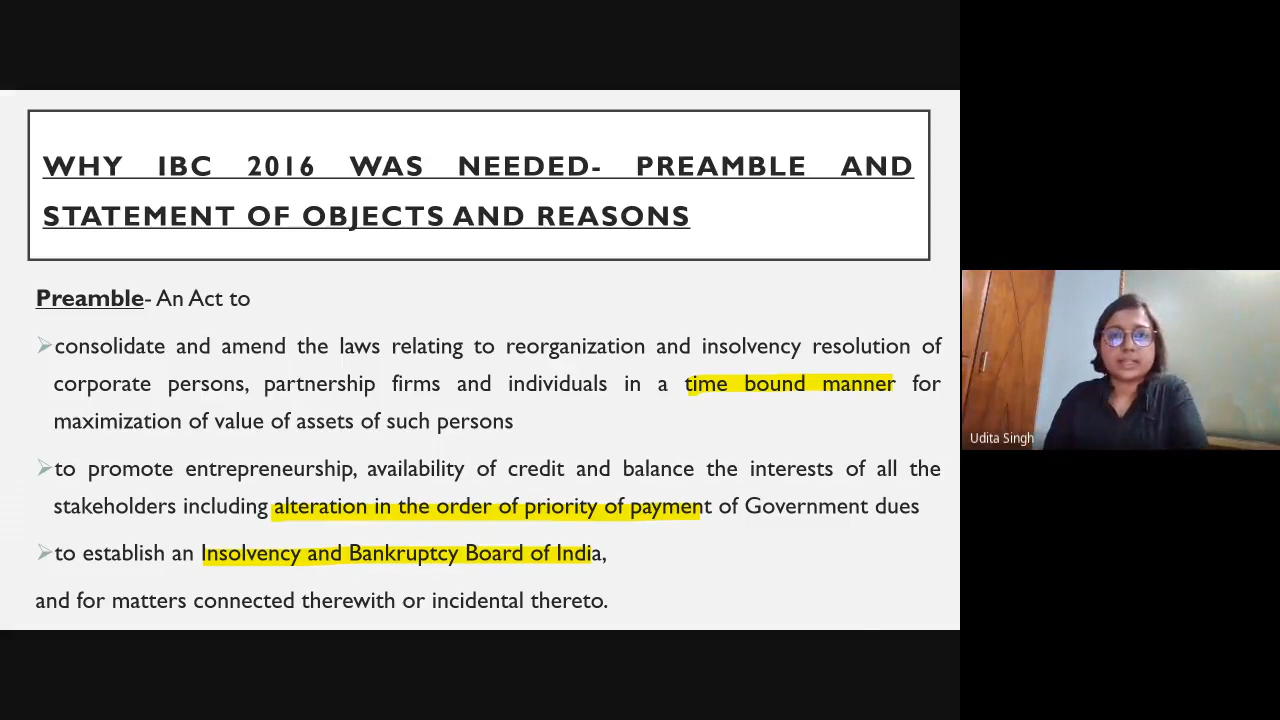 WHY IBC 2016 WAS NEEDED- PREAMBLE AND
STATEMENT OF OBJECTS AND REASONS
Preamble- An Act to
➢consolidate and amend the laws relating to reorganization and insolvency resolution of
corporate persons, partnership firms and individuals in a time bound manner for
maximization of value of assets of such persons
➢to promote entrepreneurship, availability of credit and balance the interests of all the
stakeholders including alteration in the order of priority of payment of Government dues
➢to establish an Insolvency and Bankruptcy Board of India,
and for matters connected therewith or incidental thereto.
Udita Singh